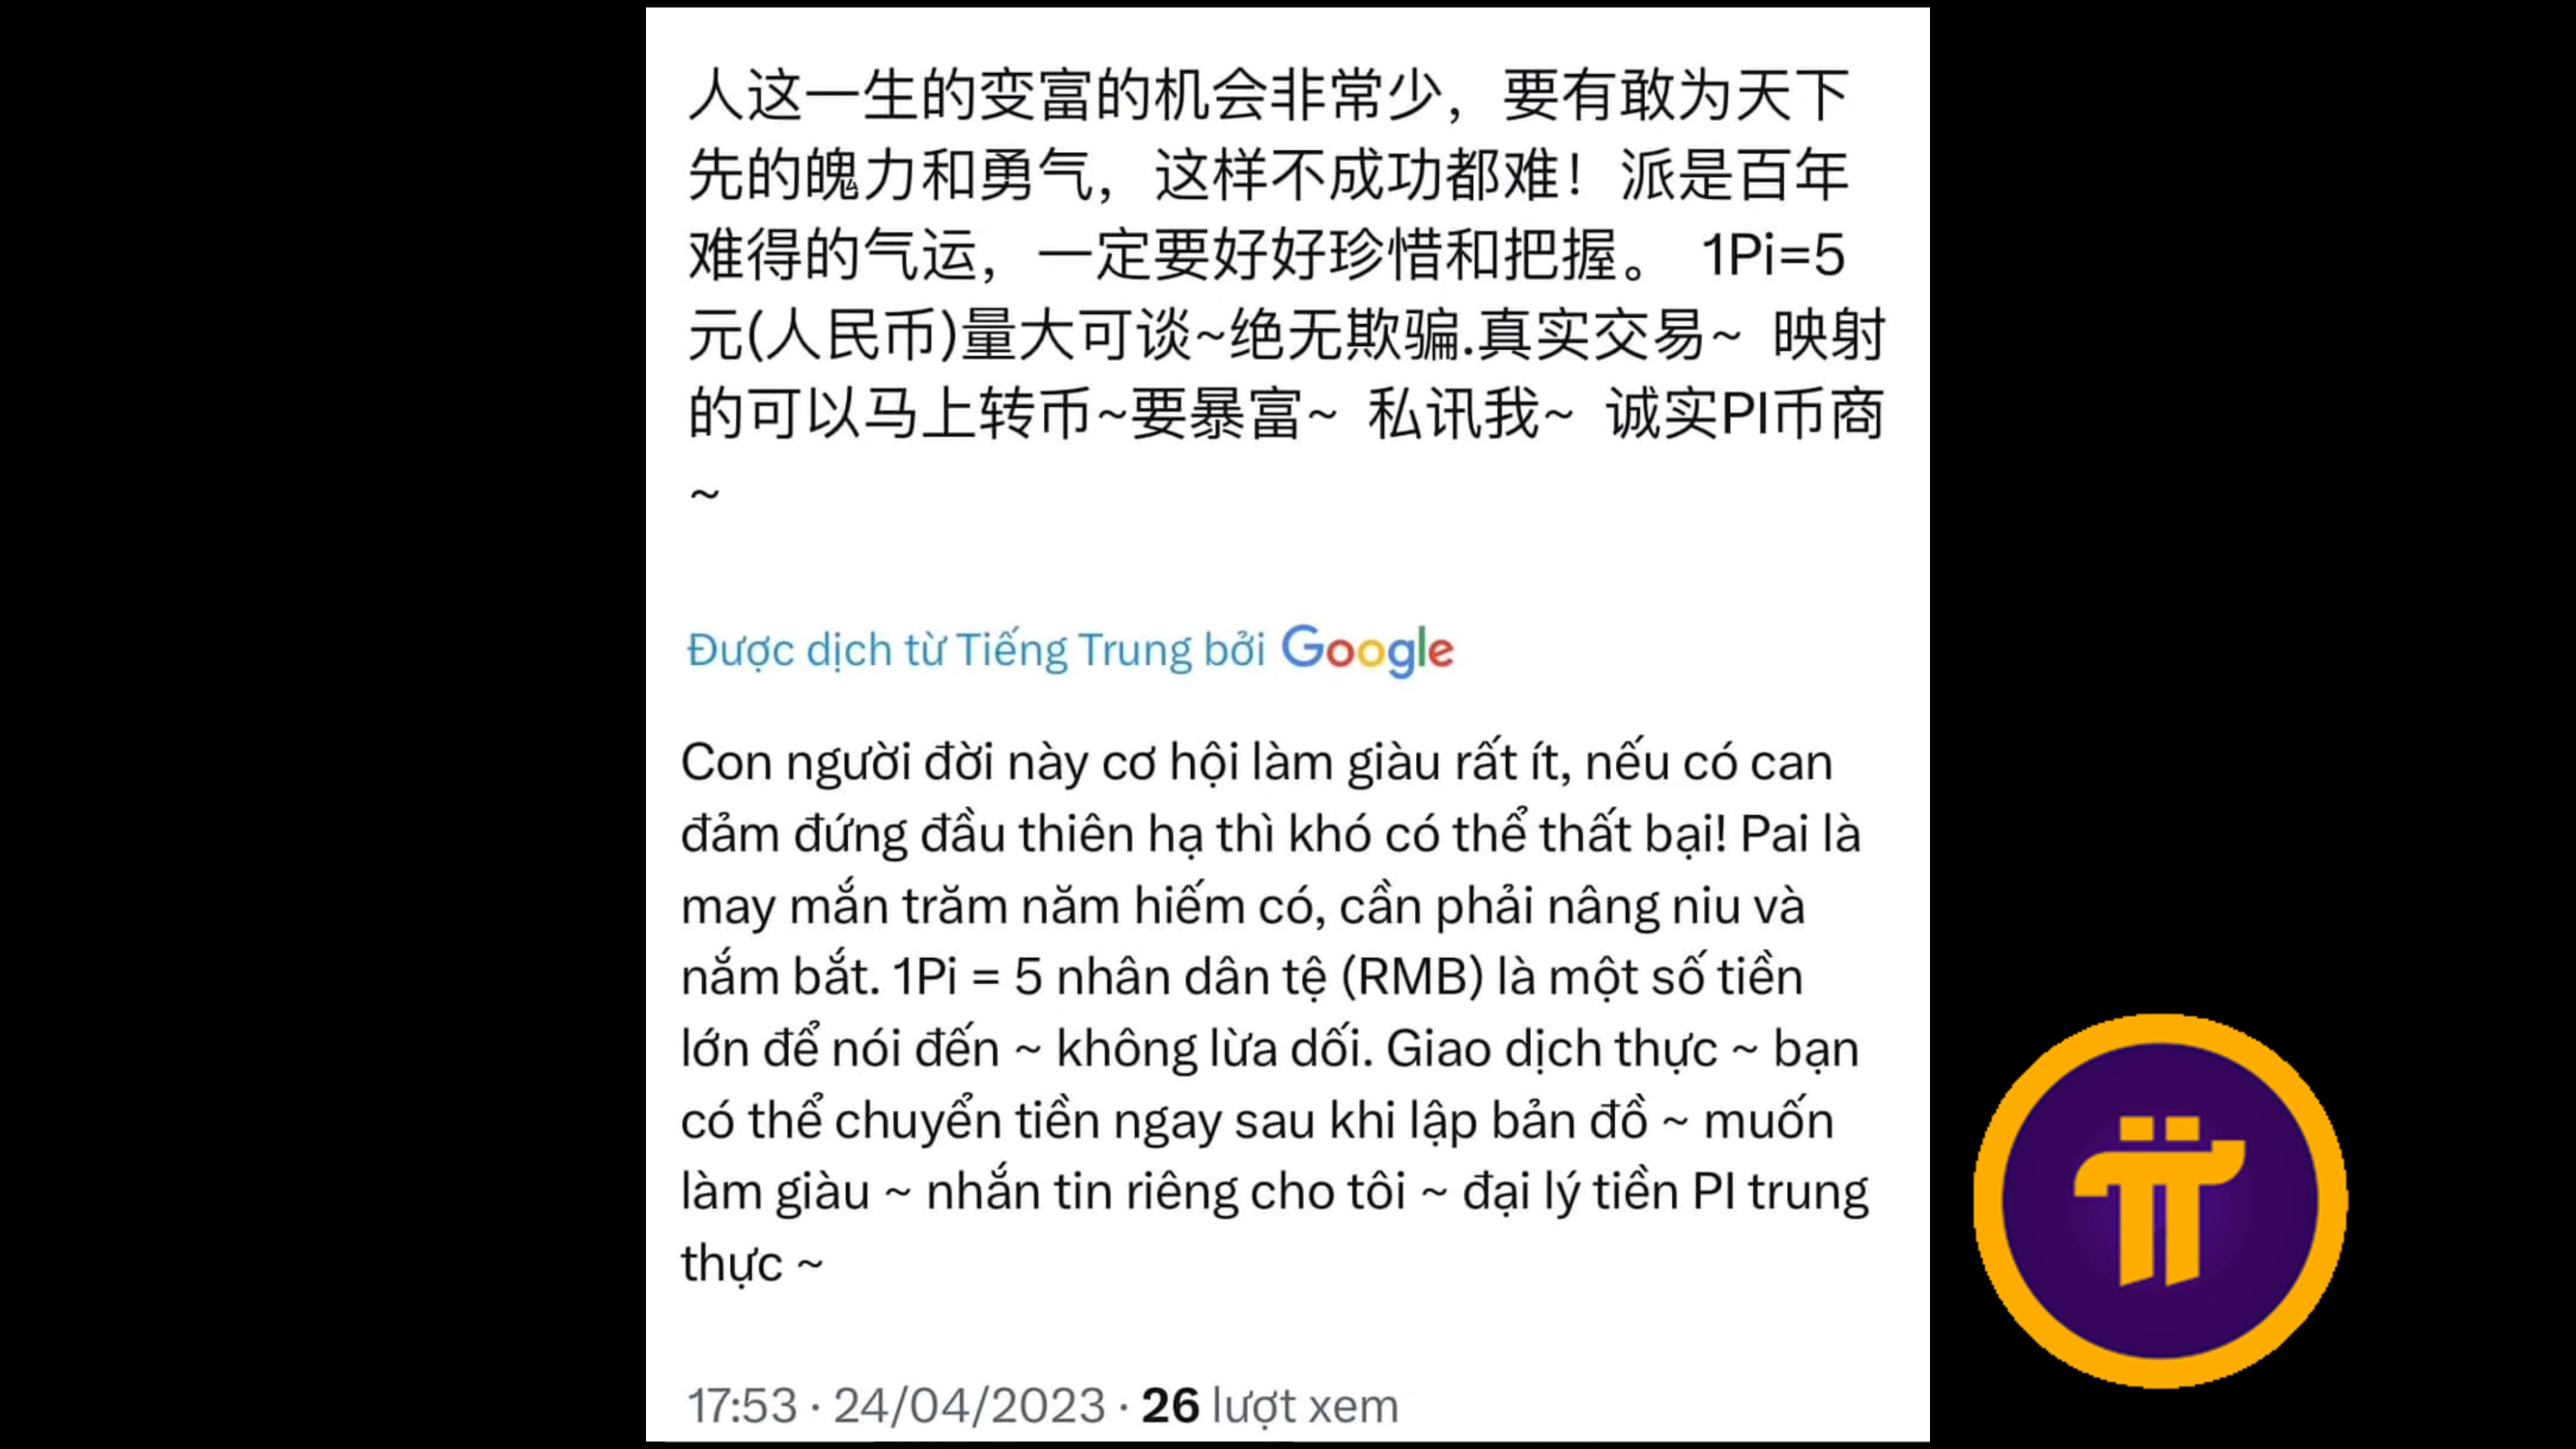 人这一生的变富的机会非常少，要有敢为天下
先的魄力和勇气，这样不成功都难！派是百年
难得的气运，一定要好好珍惜和把握。 1Pi=5
元(人民币)量大可谈~绝无欺骗.真实交易~ 映射
的可以马上转币~要暴富~ 私讯我~ 诚实PI币商
~
Được dịch từ Tiếng Trung bởi Google
Con người đời này cơ hội làm giàu rất ít, nếu có can
đảm đứng đầu thiên hạ thì khó có thể thất bại! Pai là
may mắn trăm năm hiếm có, cần phải nâng niu và
nắm bắt. 1Pi = 5 nhân dân tệ (RMB) là một số tiền
lớn để nói đến ~ không lừa dối. Giao dịch thực ~ bạn
có thể chuyển tiền ngay sau khi lập bản đồ ~ muốn
làm giàu ~ nhắn tin riêng cho tôi ~ đại lý tiền PI trung
thực ~
17:53 · 24/04/2023 · 26 lượt xem